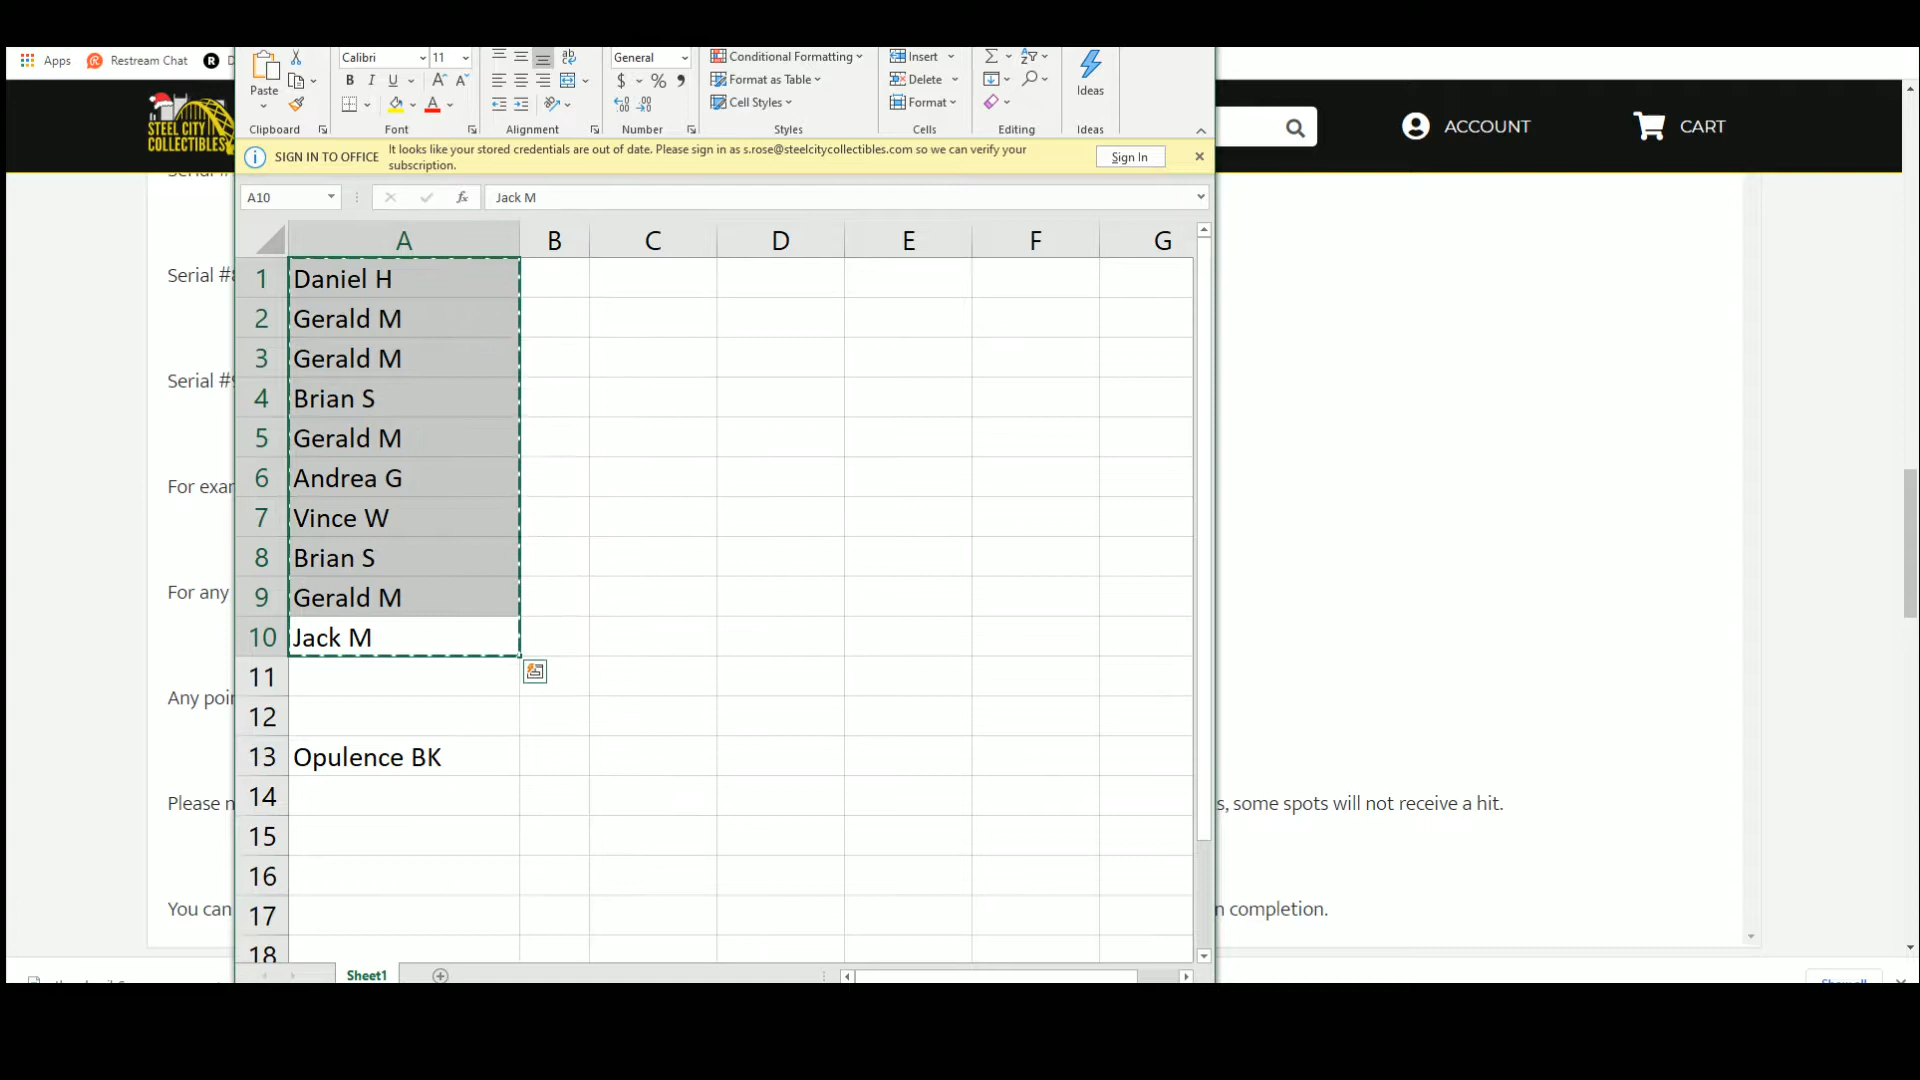 Apps
Restream Chat
R
Paste
Clipboard
Calibri
11
B I U
A A
A
Font
ab
Alignment
General
$ % ,
Number
Conditional Formatting
Format as Table
Cell Styles
Styles
Insert
Delete
Format
Cells
Editing
Ideas
Ideas
STEEL CITY
COLLECTIBLES
ACCOUNT
CART
SIGN IN TO OFFICE
It looks like your stored credentials are out of date. Please sign in as s.rose@steelcitycollectibles.com so we can verify your
subscription.
Sign In
A10
fx
Jack M
A B C D E F G
1 Daniel H
2 Gerald M
3 Gerald M
4 Brian S
5 Gerald M
6 Andrea G
7 Vince W
8 Brian S
9 Gerald M
10 Jack M
11
12
13 Opulence BK
14
15
16
17
18
Serial #
Serial #
For any
Any
Please
s, some spots will not receive a hit.
You can
completion.
Sheet1